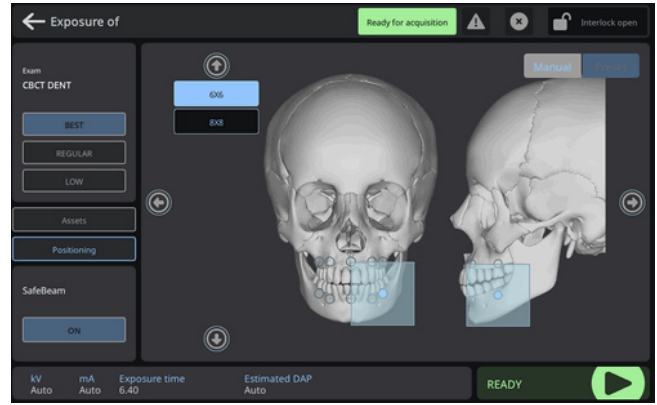 Exposure of
Ready for acquisition
Interlock open
Exam
CBCT DENT
BEST
REGULAR
LOW
Assets
Positioning
SafeBeam
ON
6X6
8X8
Manual
Preset
kV
Auto
mA
Auto
Exposure time
6.40
Estimated DAP
Auto
READY